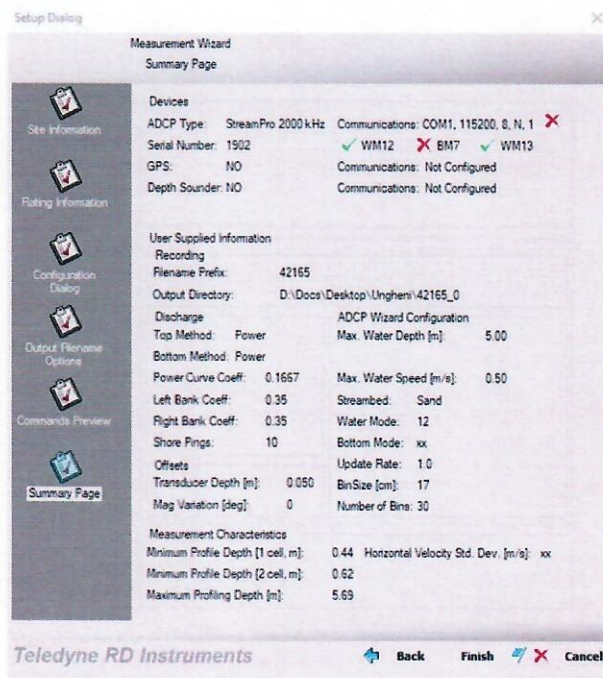 Setup Dialog
Measurement Wizard
Summary Page
Site Information
Rating Information
Configuration
Dialog
Output Filename
Options
Commands Preview
Summary Page
Devices
ADCP Type: StreamPro 2000 kHz Communications: COM1, 115200, 8, N, 1
Serial Number: 1902 WM12 BM7 WM13
GPS: NO Communications: Not Configured
Depth Sounder: NO Communications: Not Configured
User Supplied Information
Recording
Filename Prefix: 42165
Output Directory: D:\Docs\Desktop\Ungheni\42165_0
Discharge ADCP Wizard Configuration
Top Method: Power Max. Water Depth [m]: 5.00
Bottom Method: Power
Power Curve Coeff: 0.1667 Max. Water Speed [m/s]: 0.50
Left Bank Coeff: 0.35 Streambed: Sand
Right Bank Coeff: 0.35 Water Mode: 12
Shore Pings: 10 Bottom Mode: xx
Offsets Update Rate: 1.0
Transducer Depth [m]: 0.050 BinSize [cm]: 17
Mag Variation [deg]: 0 Number of Bins: 30
Measurement Characteristics
Minimum Profile Depth [1 cell, m]: 0.44 Horizontal Velocity Std. Dev. [m/s]: xx
Minimum Profile Depth [2 cell, m]: 0.62
Maximum Profiling Depth [m]: 5.69
Teledyne RD Instruments Back Finish Cancel